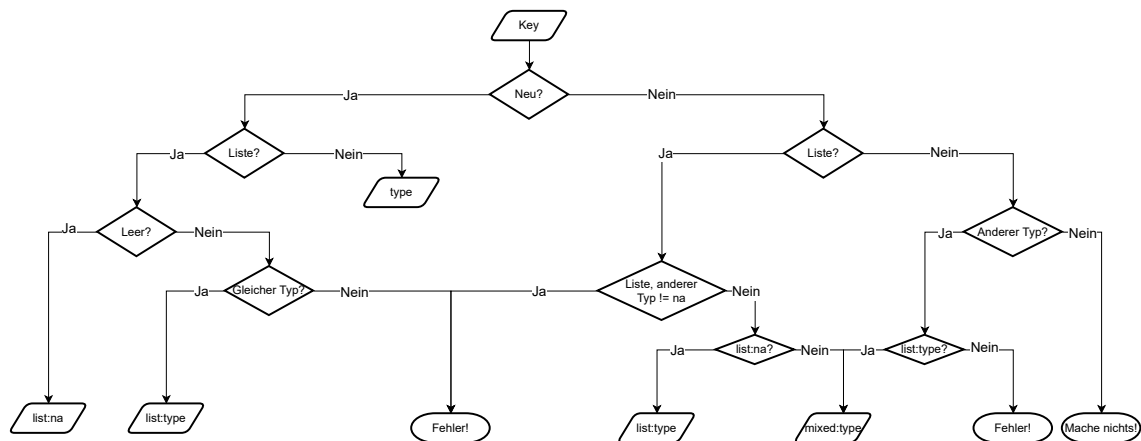 Key
Neu?
Ja
Nein
Liste?
Liste?
Ja
Nein
Ja
Nein
type
Leer?
Anderer Typ?
Ja
Nein
Ja
Nein
Gleicher Typ?
Liste, anderer
Typ != na
Ja
Nein
Ja
Nein
list:na?
list:type?
Ja
Nein
Ja
Nein
list:na
list:type
Fehler!
list:type
mixed:type
Fehler!
Mache nichts!